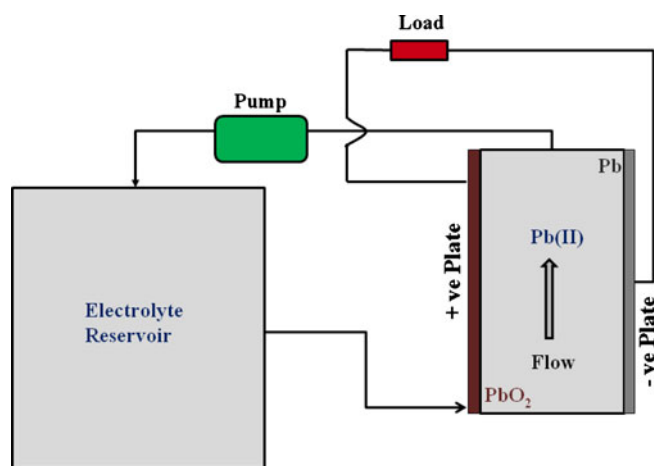 Load
Pump
Pb
Pb(II)
+ ve Plate
- ve Plate
Electrolyte
Reservoir
Flow
PbO₂